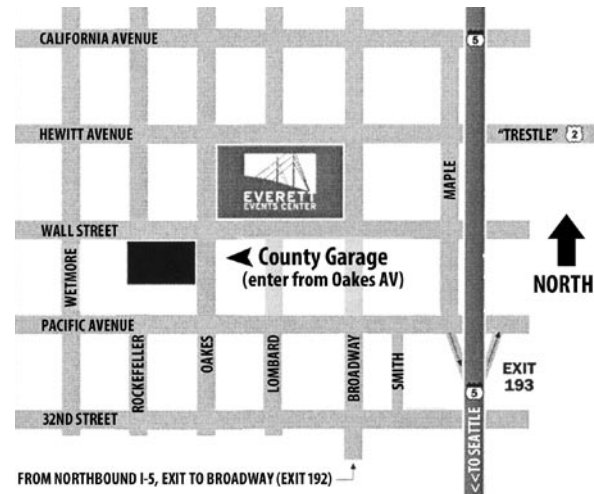 CALIFORNIA AVENUE
5
HEWITT AVENUE
"TRESTLE" 2
MAPLE
EVERETT
EVENTS CENTER
WALL STREET
WETMORE
County Garage
(enter from Oakes AV)
NORTH
PACIFIC AVENUE
ROCKEFELLER
OAKES
LOMBARD
BROADWAY
SMITH
EXIT
193
5
32ND STREET
<<TO SEATTLE
FROM NORTHBOUND I-5, EXIT TO BROADWAY (EXIT 192)